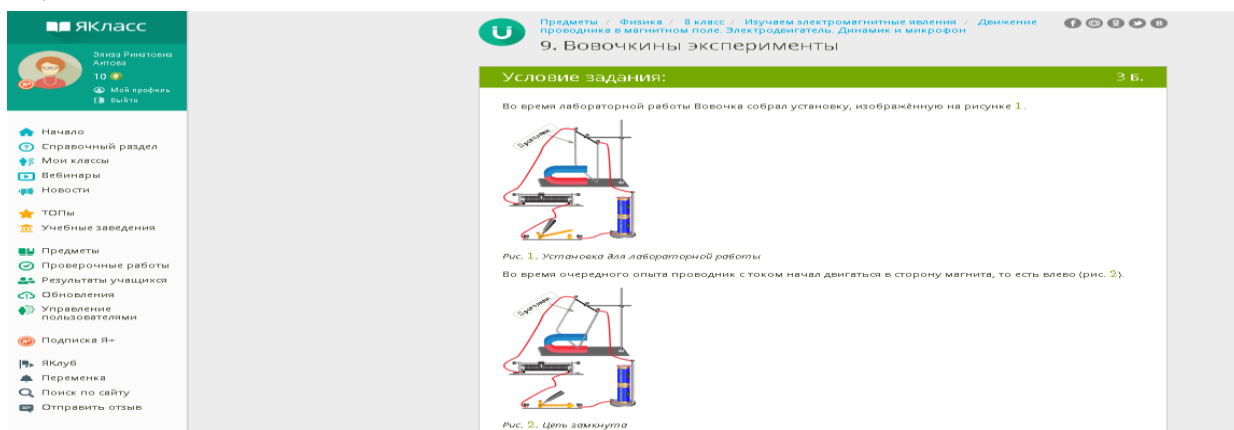 ЯКласс
Элиза Ринатовна
Антова
10
Мой профиль
Выйти
Начало
Справочный раздел
Мои классы
Вебинары
Новости
ТОПы
Учебные заведения
Предметы
Проверочные работы
Результаты учащихся
Обновления
Управление
пользователями
Подписка Я+
ЯКлуб
Переменка
Поиск по сайту
Отправить отзыв
Предметы / Физика / 8 класс / Изучаем электромагнитные явления / Движение
проводника в магнитном поле. Электродвигатель. Динамик и микрофон
9. Вовочкины эксперименты
Условие задания: 3 Б.
Во время лабораторной работы Вовочка собрал установку, изображённую на рисунке 1.
Проводник
Рис. 1. Установка для лабораторной работы
Во время очередного опыта проводник с током начал двигаться в сторону магнита, то есть влево (рис. 2).
Проводник
Рис. 2. Цепь замкнута